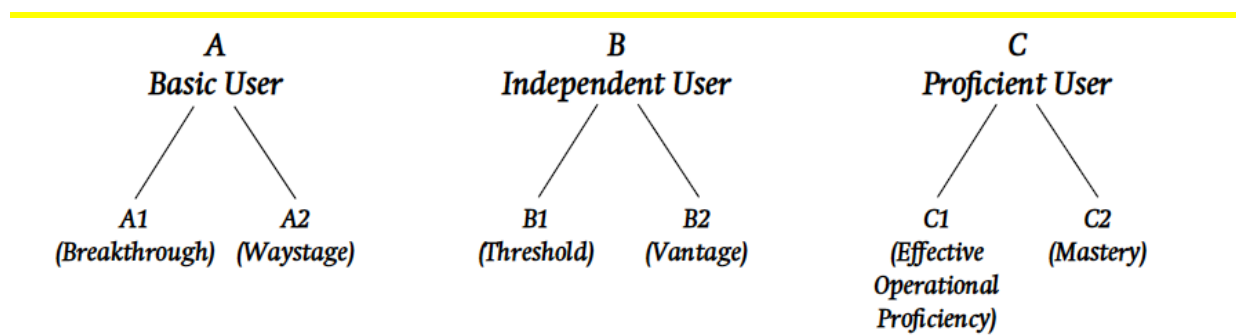 A
Basic User
B
Independent User
C
Proficient User
A1
(Breakthrough)
A2
(Waystage)
B1
(Threshold)
B2
(Vantage)
C1
(Effective
Operational
Proficiency)
C2
(Mastery)